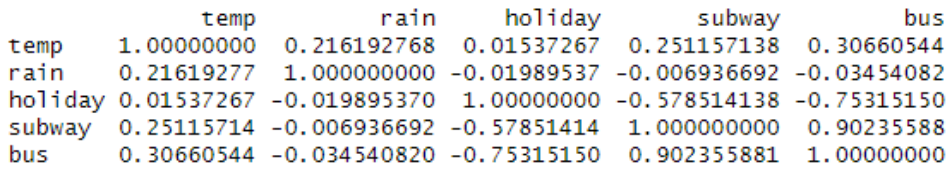 temp rain holiday subway bus
temp 1.00000000 0.216192768 0.01537267 0.251157138 0.30660544
rain 0.21619277 1.000000000 -0.01989537 -0.006936692 -0.03454082
holiday 0.01537267 -0.019895370 1.00000000 -0.578514138 -0.75315150
subway 0.25115714 -0.006936692 -0.57851414 1.000000000 0.90235588
bus 0.30660544 -0.034540820 -0.75315150 0.902355881 1.00000000